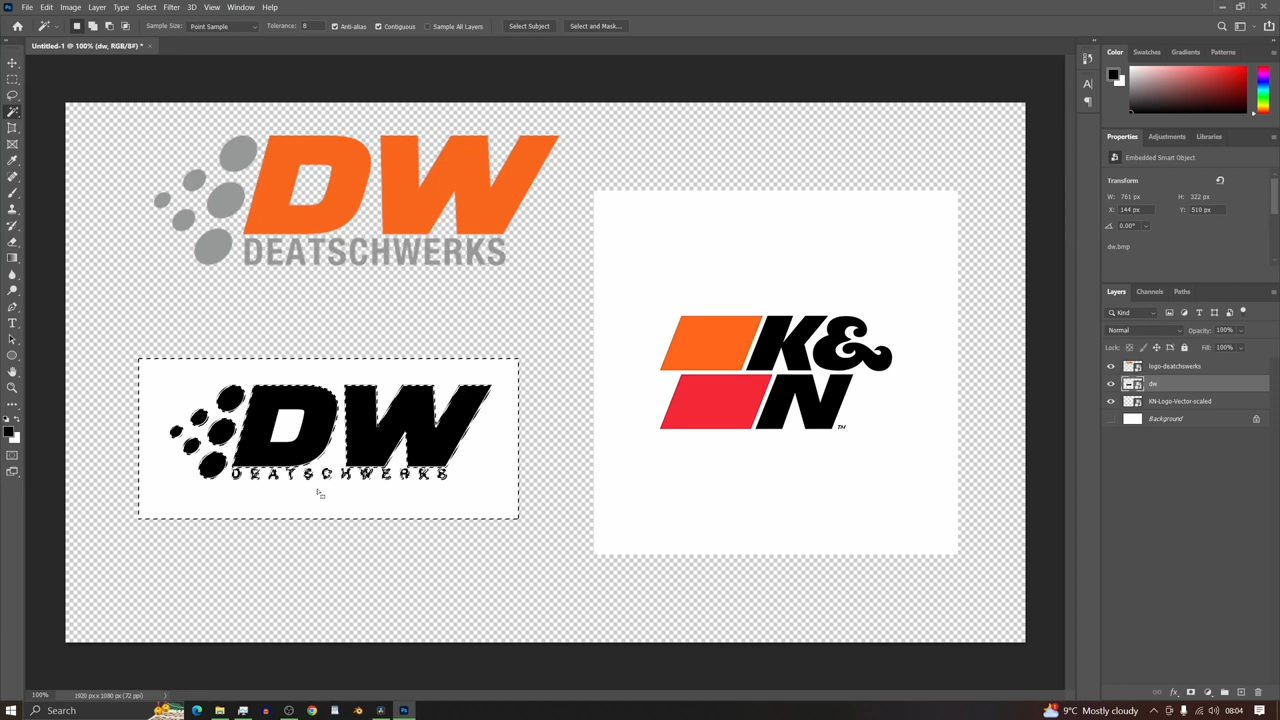 File Edit Image Layer Type Select Filter 3D View Window Help
Sample Size: Point Sample Tolerance: 8 Anti-alias Contiguous Sample All Layers Select Subject Select and Mask...
Untitled-1 @ 100% (dw, RGB/8#) *
Color Swatches Gradients Patterns
DW
DEATSCHWERKS
DW
DEATSCHWERKS
K&
N™
Properties Adjustments Libraries
Embedded Smart Object
Transform
W: 761 px H: 322 px
X: 144 px Y: 510 px
0.00°
dw.bmp
Layers Channels Paths
Kind
Normal Opacity: 100%
Lock: Fill: 100%
logo-deatchswerks
dw
KN-Logo-Vector-scaled
Background
100% 1920 px x 1080 px (72 ppi)
Search 9°C Mostly cloudy 08:04